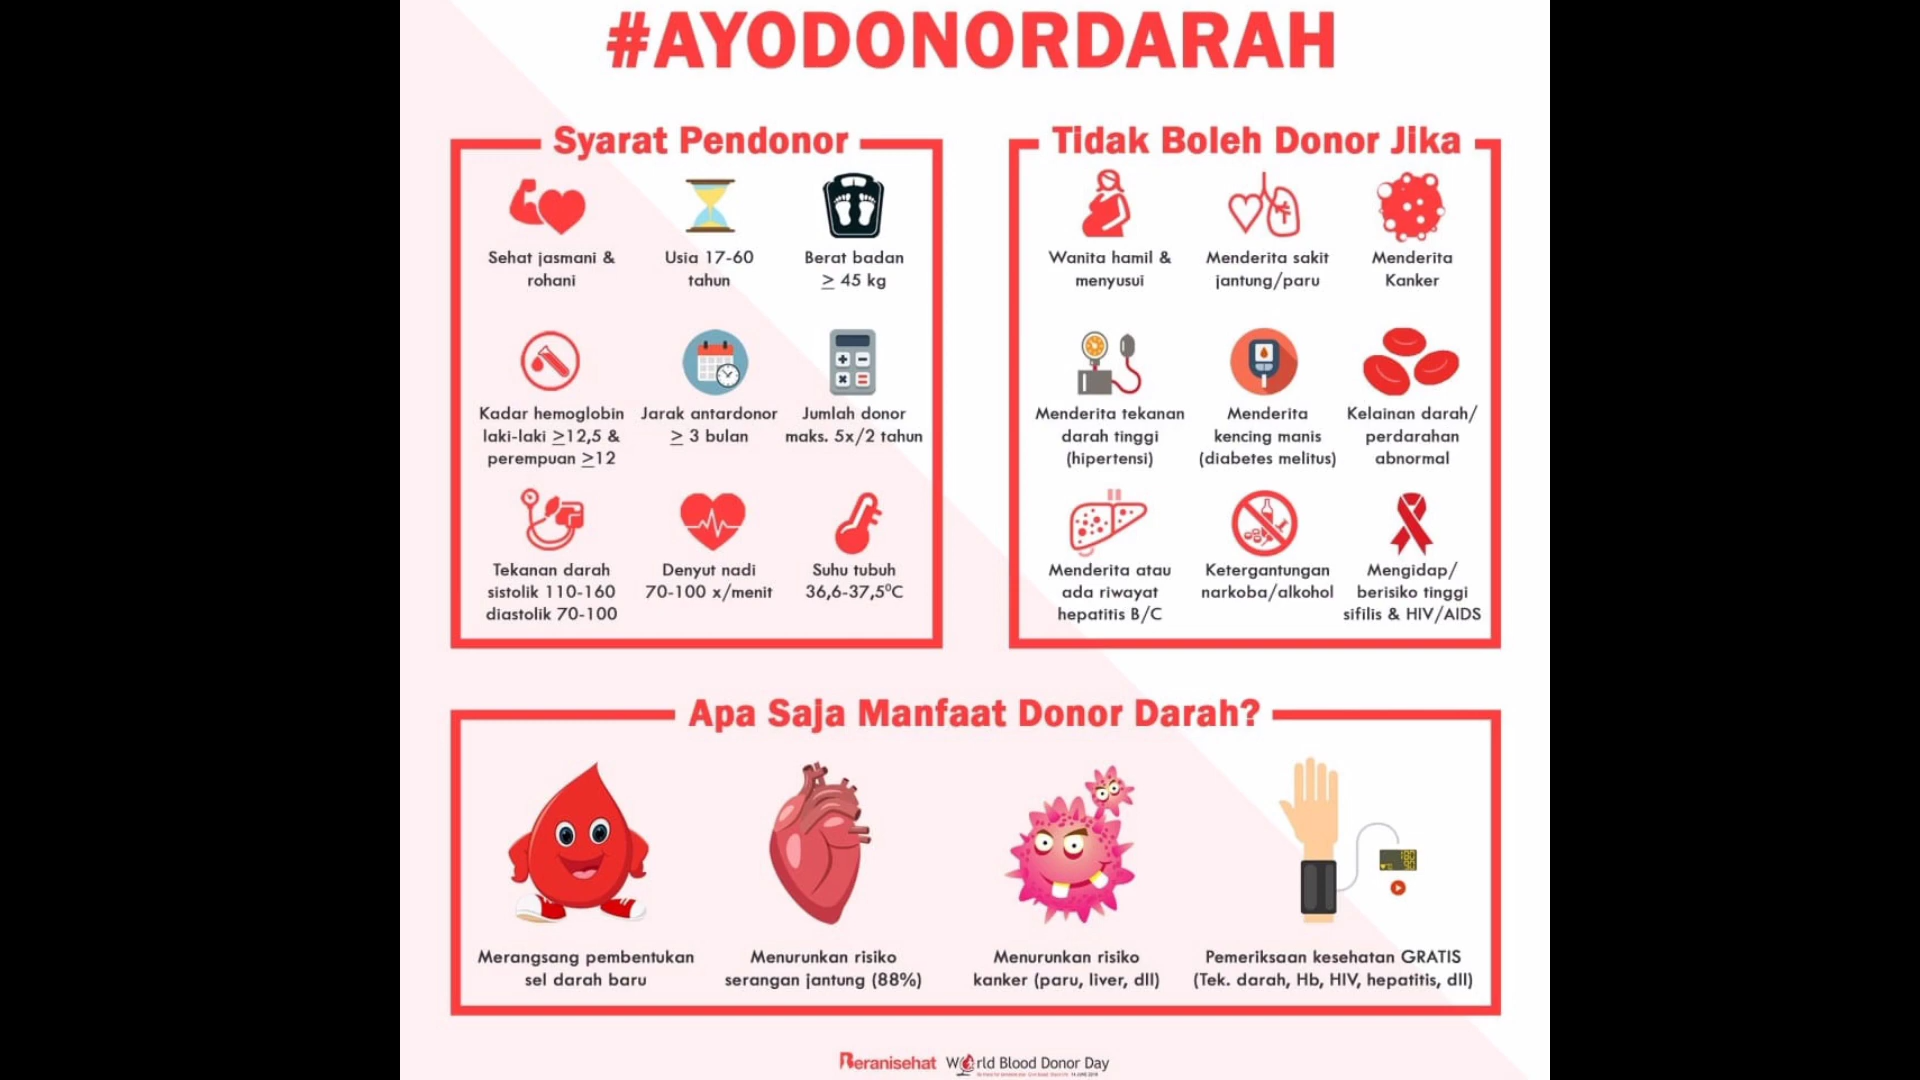 #AYODONORDARAH
Syarat Pendonor
Sehat jasmani &
rohani
Usia 17-60
tahun
Berat badan
≥ 45 kg
Kadar hemoglobin
laki-laki ≥12,5 &
perempuan ≥12
Jarak antardonor
≥ 3 bulan
Jumlah donor
maks. 5x/2 tahun
Tekanan darah
sistolik 110-160
diastolik 70-100
Denyut nadi
70-100 x/menit
Suhu tubuh
36,6-37,5⁰C
Tidak Boleh Donor Jika
Wanita hamil &
menyusui
Menderita sakit
jantung/paru
Menderita
Kanker
Menderita tekanan
darah tinggi
(hipertensi)
Menderita
kencing manis
(diabetes melitus)
Kelainan darah/
perdarahan
abnormal
Menderita atau
ada riwayat
hepatitis B/C
Ketergantungan
narkoba/alkohol
Mengidap/
berisiko tinggi
sifilis & HIV/AIDS
Apa Saja Manfaat Donor Darah?
Merangsang pembentukan
sel darah baru
Menurunkan risiko
serangan jantung (88%)
Menurunkan risiko
kanker (paru, liver, dll)
180
90
Pemeriksaan kesehatan GRATIS
(Tek. darah, Hb, HIV, hepatitis, dll)
Beranisehat
World Blood Donor Day